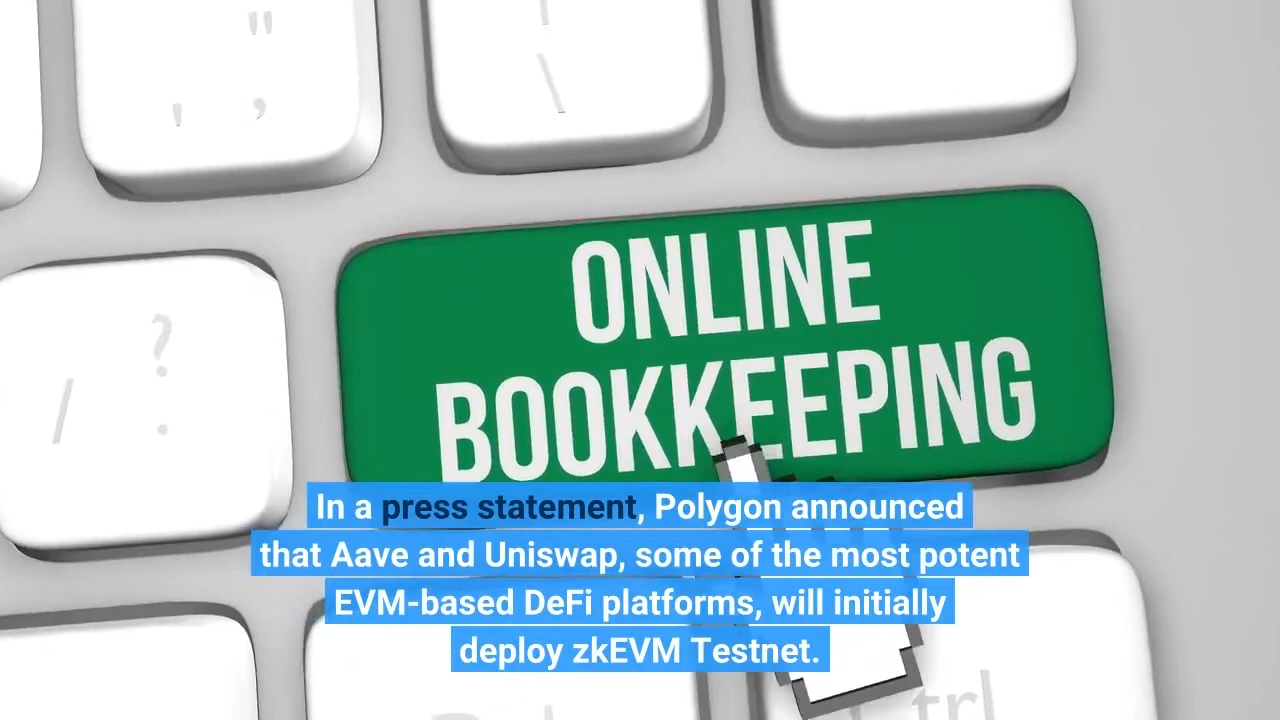 "
' ,
\
ONLINE
BOOKKEEPING
?
/ .
In a press statement, Polygon announced
that Aave and Uniswap, some of the most potent
EVM-based DeFi platforms, will initially
deploy zkEVM Testnet.